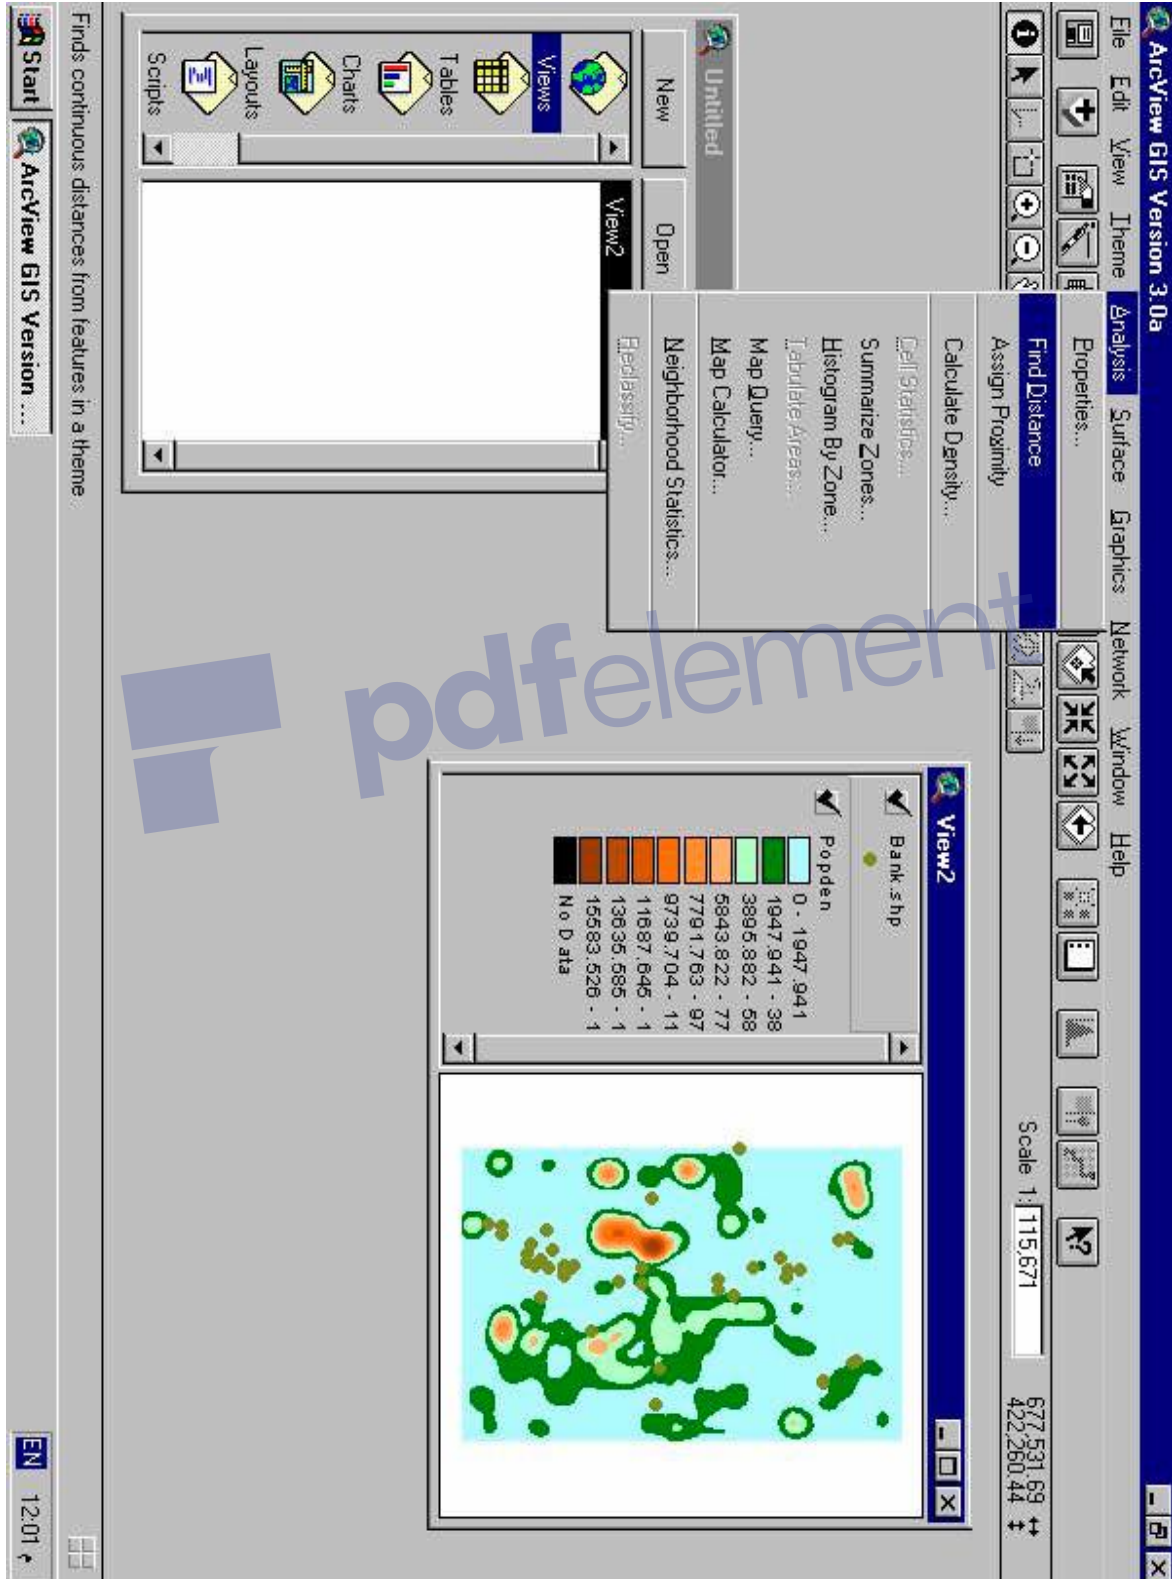 ArcView GIS Version 3.0a
File Edit View Theme Analysis Surface Graphics Network Window Help
Scale 1: 115,671
677,531.69
422,260.44
Properties...
Find Distance
Assign Proximity
Calculate Density...
Cell Statistics...
Summarize Zones...
Histogram By Zone...
Tabulate Areas...
Map Query...
Map Calculator...
Neighborhood Statistics...
Reclassify...
Untitled
New Open
Views
Tables
Charts
Layouts
Scripts
View2
View2
Bank.shp
Popden
0 - 1947.941
1947.941 - 38
3895.882 - 58
5843.822 - 77
7791.763 - 97
9739.704 - 11
11687.645 - 1
13635.585 - 1
15583.526 - 1
No Data
pdfelement
Finds continuous distances from features in a theme
Start ArcView GIS Version ... EN 12:01